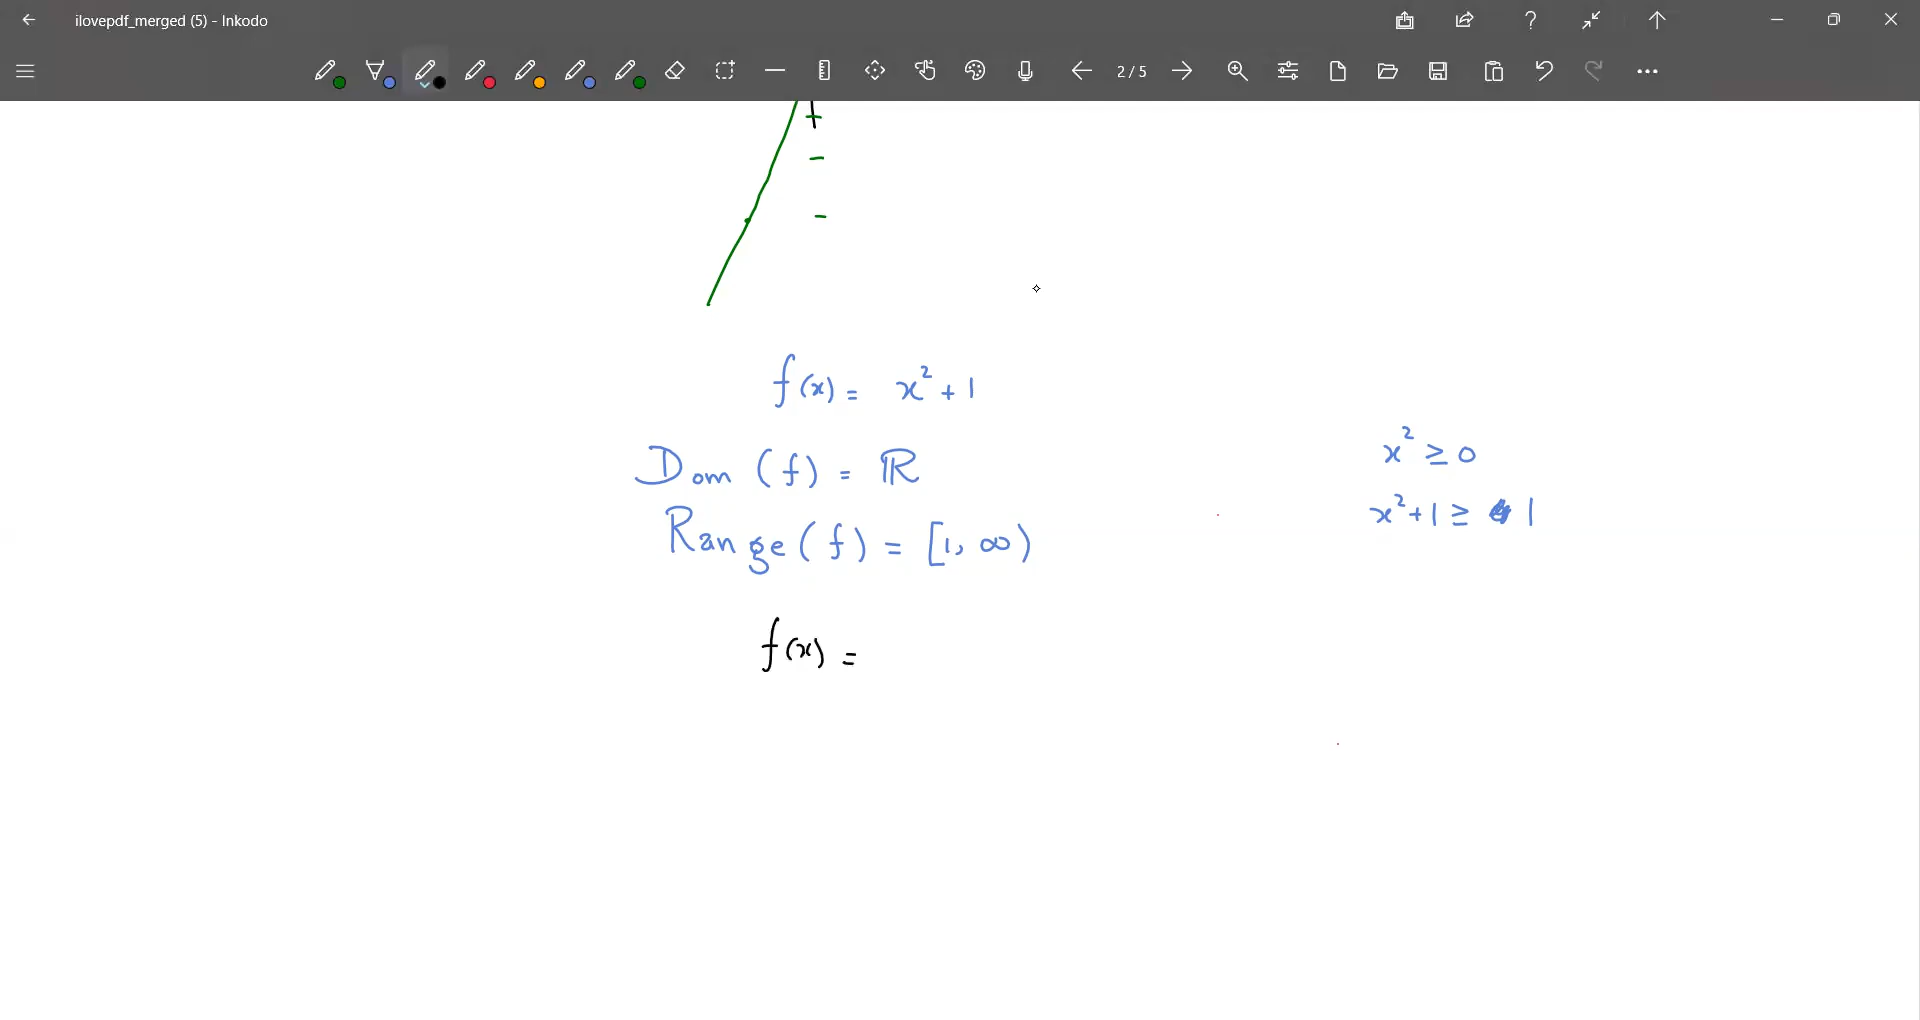 ilovepdf_merged (5) - Inkodo
2 / 5
f(x) = x² + 1
Dom (f) = ℝ
x² ≥ 0
Range (f) = [1, ∞)
x² + 1 ≥ 1
f(x) =